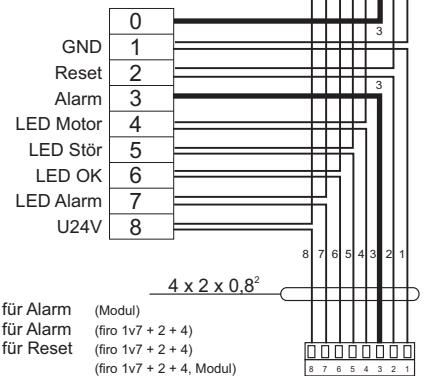 0
3
GND 1
Reset 2
3
Alarm 3
LED Motor 4
LED Stör 5
LED OK 6
LED Alarm 7
U24V 8
8 7 6 5 4 3 2 1
4 x 2 x 0,8²
für Alarm (Modul)
für Alarm (firo 1v7 + 2 + 4)
für Reset (firo 1v7 + 2 + 4)
(firo 1v7 + 2 + 4, Modul)
8 7 6 5 4 3 2 1